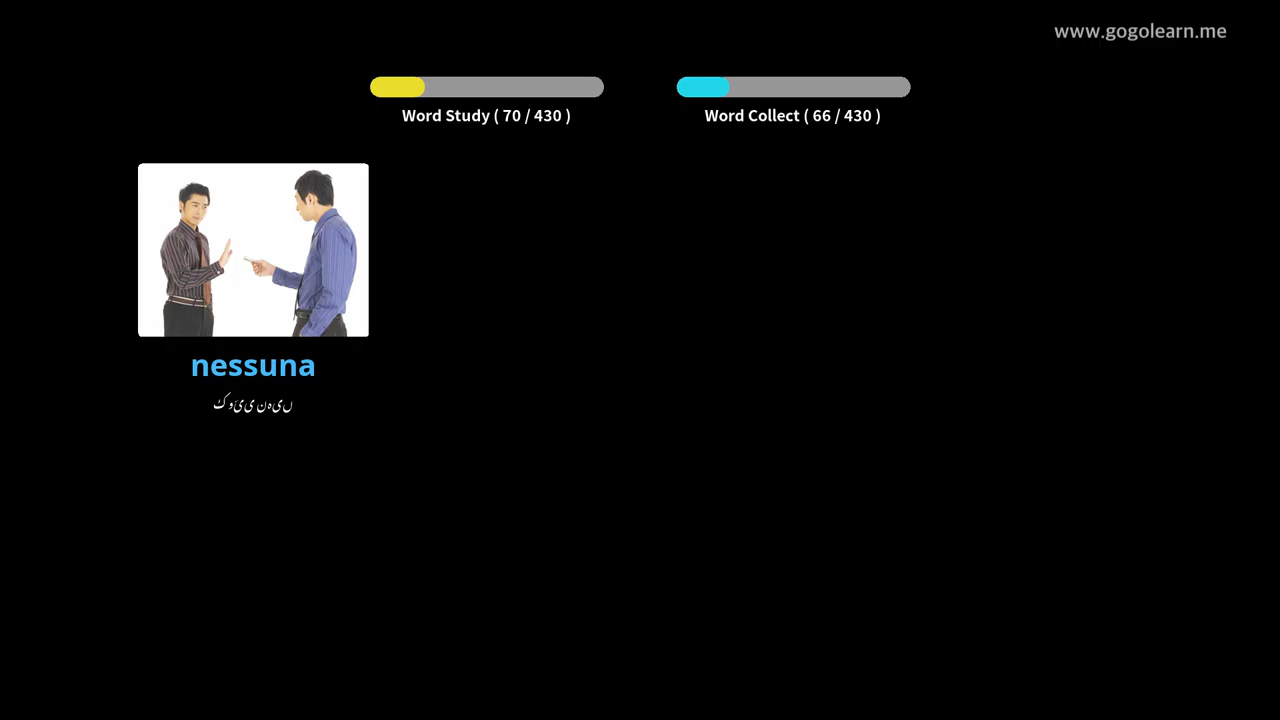 www.gogolearn.me
Word Study ( 70 / 430 )
Word Collect ( 66 / 430 )
nessuna
کوئی نہیں